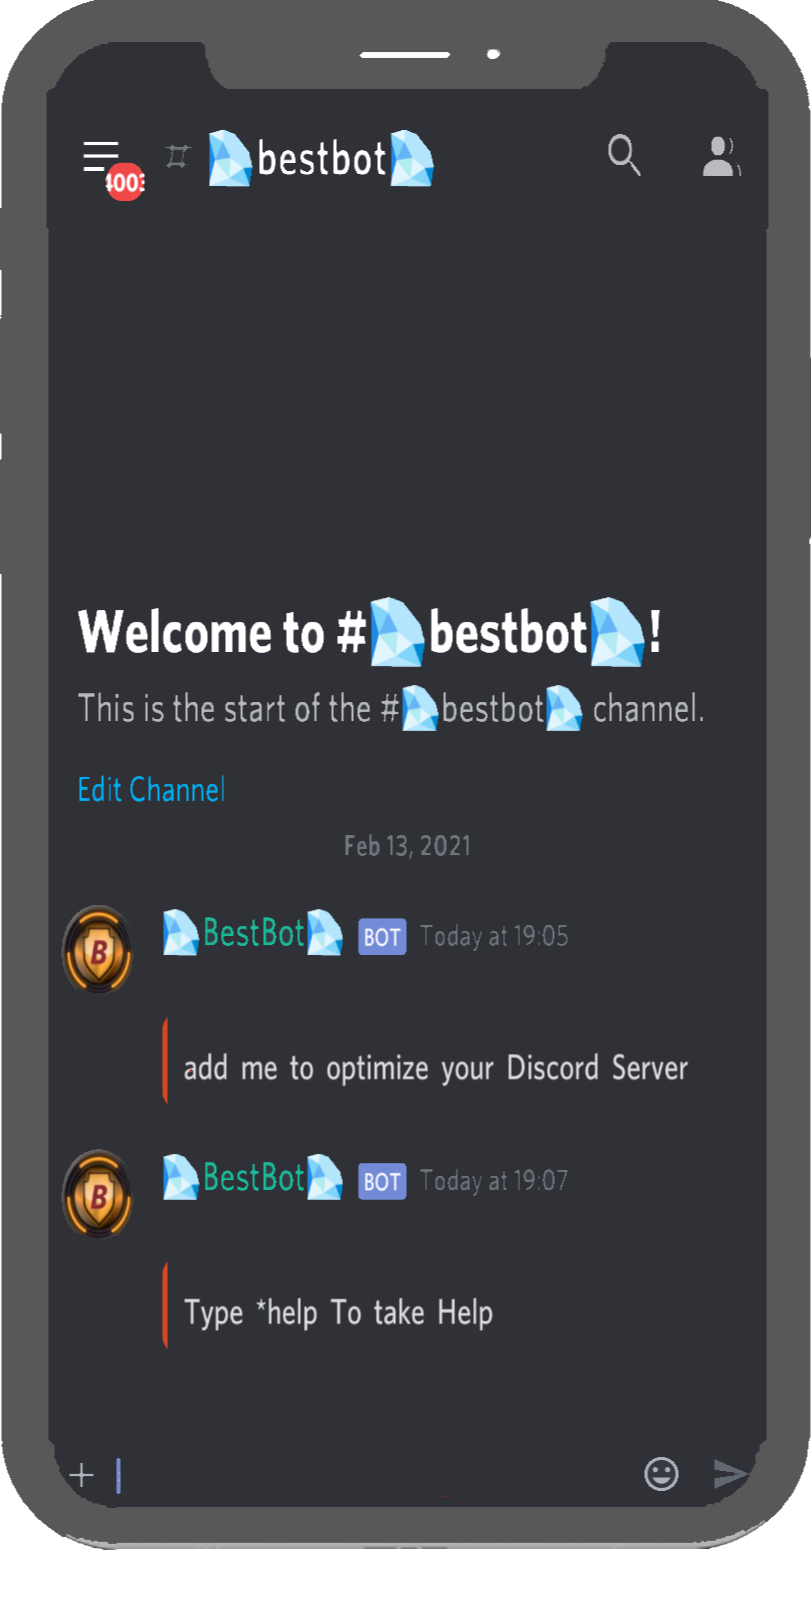 # 💎bestbot💎
400
Welcome to #💎bestbot💎!
This is the start of the #💎bestbot💎 channel.
Edit Channel
Feb 13, 2021
💎BestBot💎 BOT Today at 19:05
B
add me to optimize your Discord Server
💎BestBot💎 BOT Today at 19:07
B
Type *help To take Help